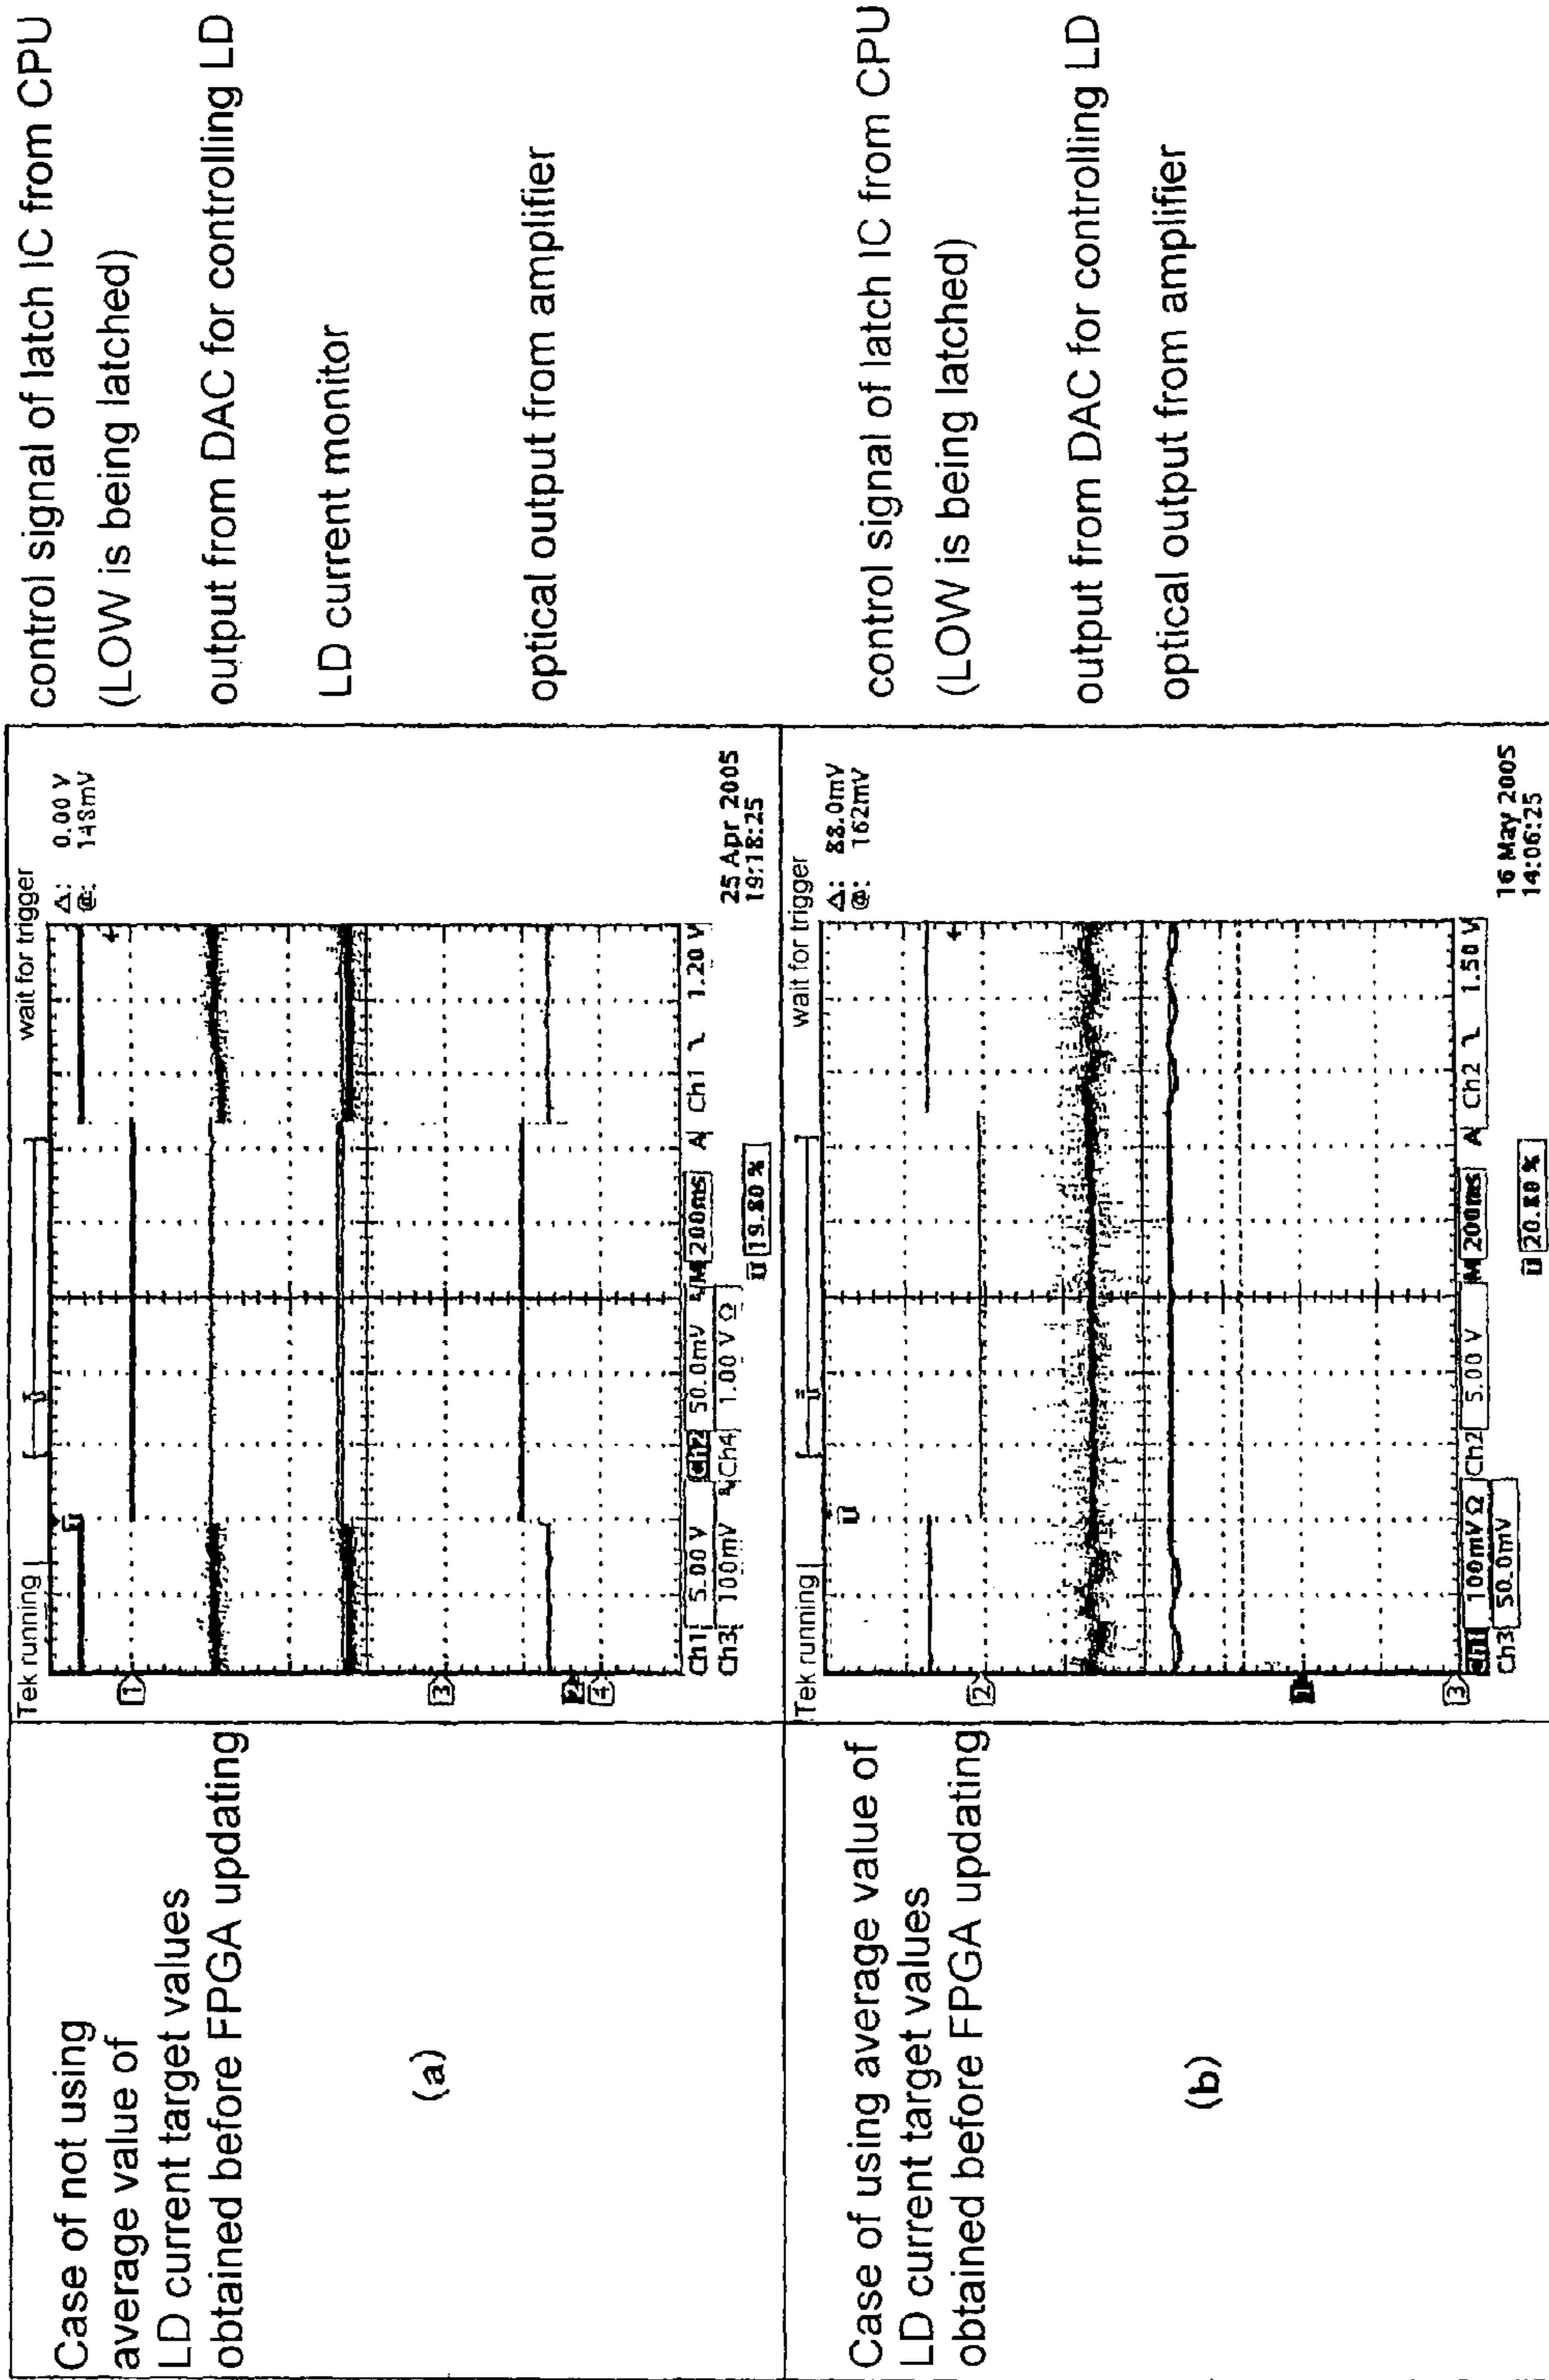 Case of not using
average value of
LD current target values
obtained before FPGA updating
(a)
Tek running
wait for trigger
Δ: 0.00 V
@: 148mV
1
3
2
4
Ch1 5.00 V Ch2 50.0mV M 200ms A Ch1 1.20 V
Ch3 100mV Ch4 1.00 V Ω
19.80 %
25 Apr 2005
19:18:25
control signal of latch IC from CPU
(LOW is being latched)
output from DAC for controlling LD
LD current monitor
optical output from amplifier
Case of using average value of
LD current target values
obtained before FPGA updating
(b)
Tek running
wait for trigger
Δ: 88.0mV
@: 162mV
2
1
3
Ch1 100mV Ω Ch2 5.00 V M 200ms A Ch2 1.50 V
Ch3 50.0mV
20.80 %
16 May 2005
14:06:25
control signal of latch IC from CPU
(LOW is being latched)
output from DAC for controlling LD
optical output from amplifier